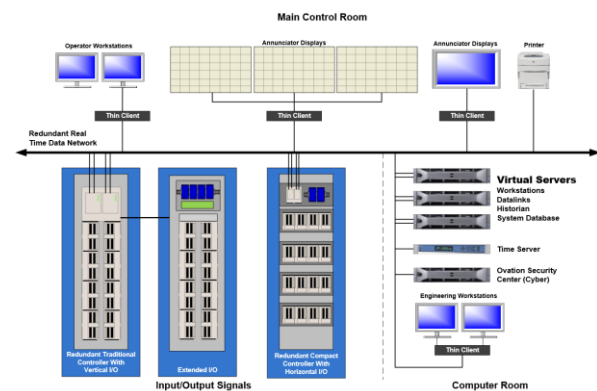 Main Control Room
Operator Workstations
Annunciator Displays
Annunciator Displays
Printer
Thin Client
Thin Client
Thin Client
Redundant Real
Time Data Network
Virtual Servers
Workstations
Datalinks
Historian
System Database
Time Server
Ovation Security
Center (Cyber)
Engineering Workstations
Thin Client
Redundant Traditional
Controller With
Vertical I/O
Extended I/O
Redundant Compact
Controller With
Horizontal I/O
Input/Output Signals
Computer Room